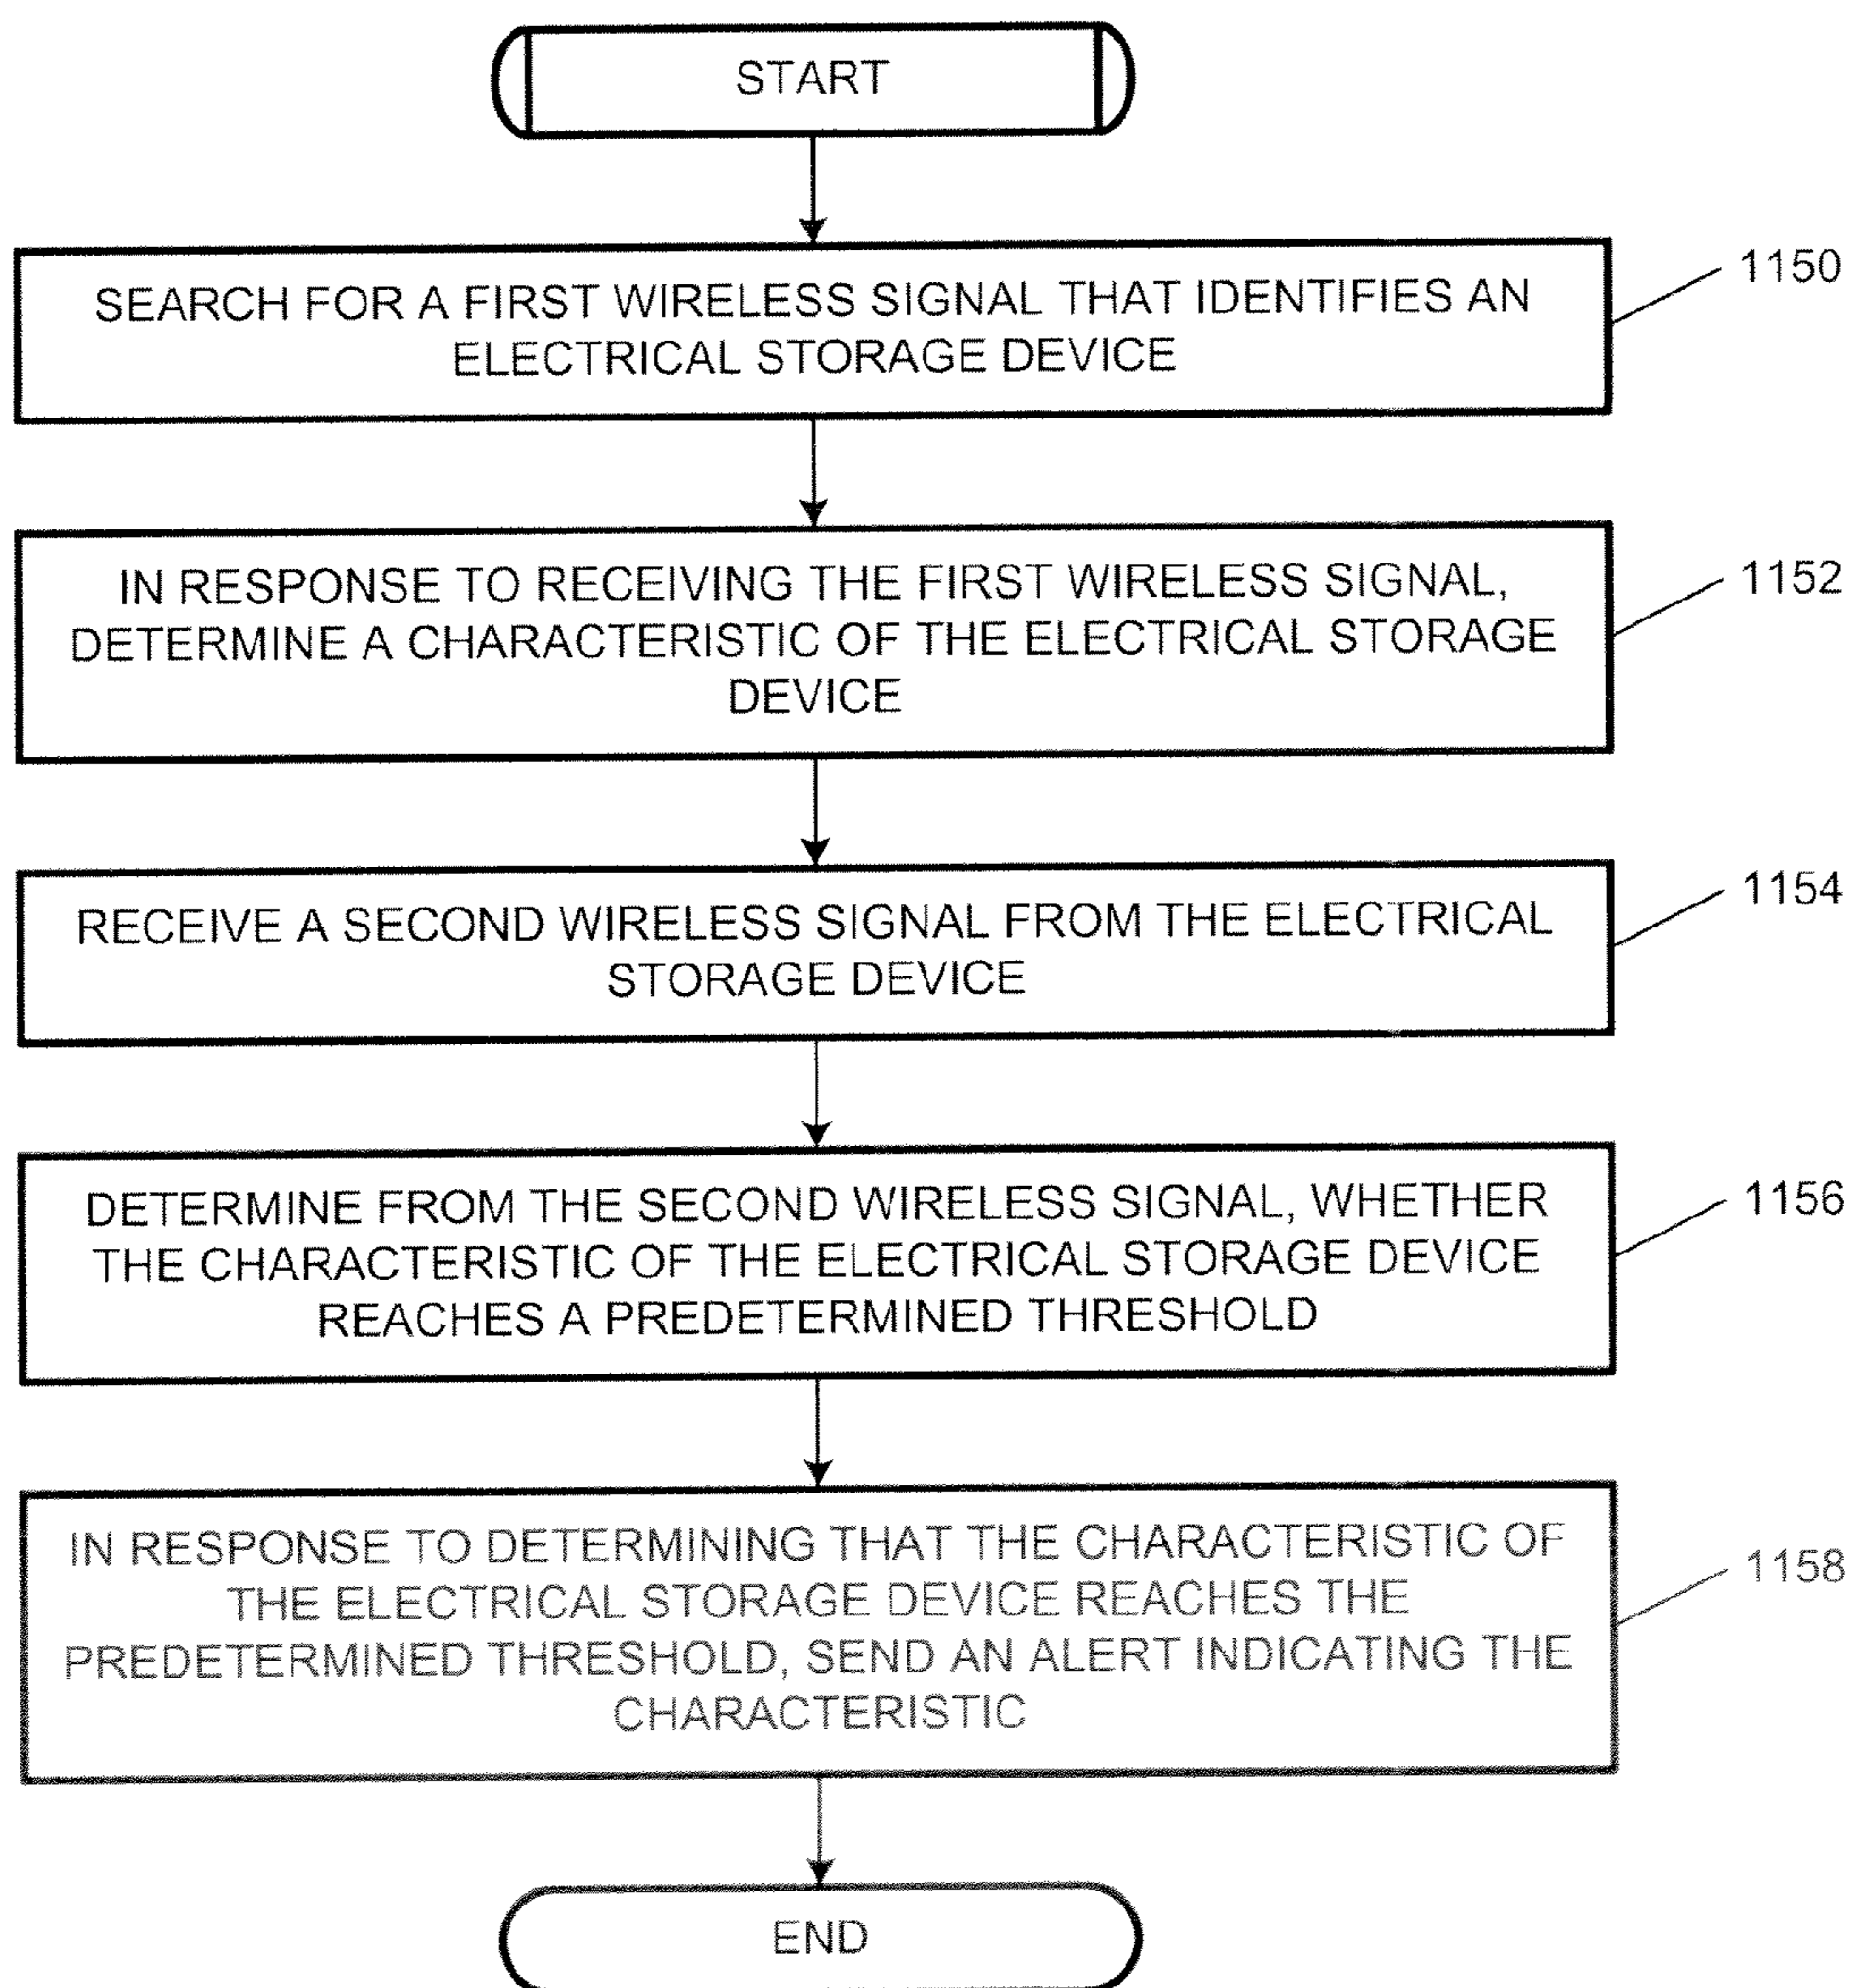 START
SEARCH FOR A FIRST WIRELESS SIGNAL THAT IDENTIFIES AN
ELECTRICAL STORAGE DEVICE
1150
IN RESPONSE TO RECEIVING THE FIRST WIRELESS SIGNAL,
DETERMINE A CHARACTERISTIC OF THE ELECTRICAL STORAGE
DEVICE
1152
RECEIVE A SECOND WIRELESS SIGNAL FROM THE ELECTRICAL
STORAGE DEVICE
1154
DETERMINE FROM THE SECOND WIRELESS SIGNAL, WHETHER
THE CHARACTERISTIC OF THE ELECTRICAL STORAGE DEVICE
REACHES A PREDETERMINED THRESHOLD
1156
IN RESPONSE TO DETERMINING THAT THE CHARACTERISTIC OF
THE ELECTRICAL STORAGE DEVICE REACHES THE
PREDETERMINED THRESHOLD, SEND AN ALERT INDICATING THE
CHARACTERISTIC
1158
END